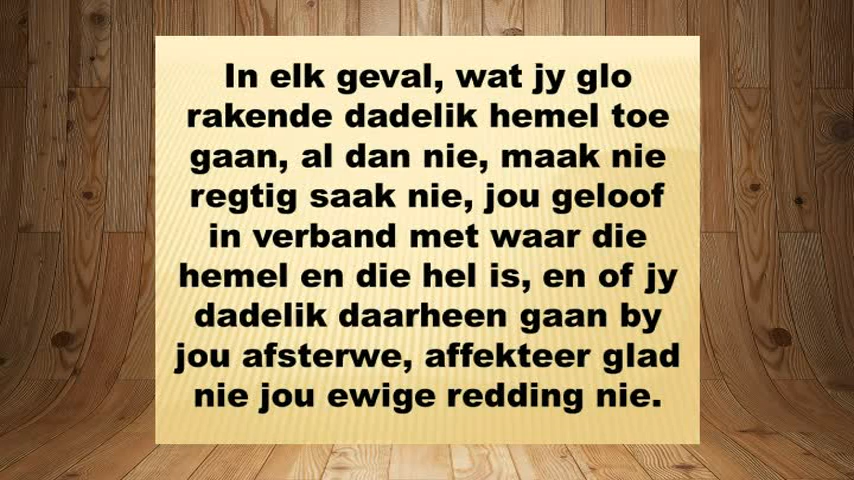 In elk geval, wat jy glo
rakende dadelik hemel toe
gaan, al dan nie, maak nie
regtig saak nie, jou geloof
in verband met waar die
hemel en die hel is, en of jy
dadelik daarheen gaan by
jou afsterwe, affekteer glad
nie jou ewige redding nie.